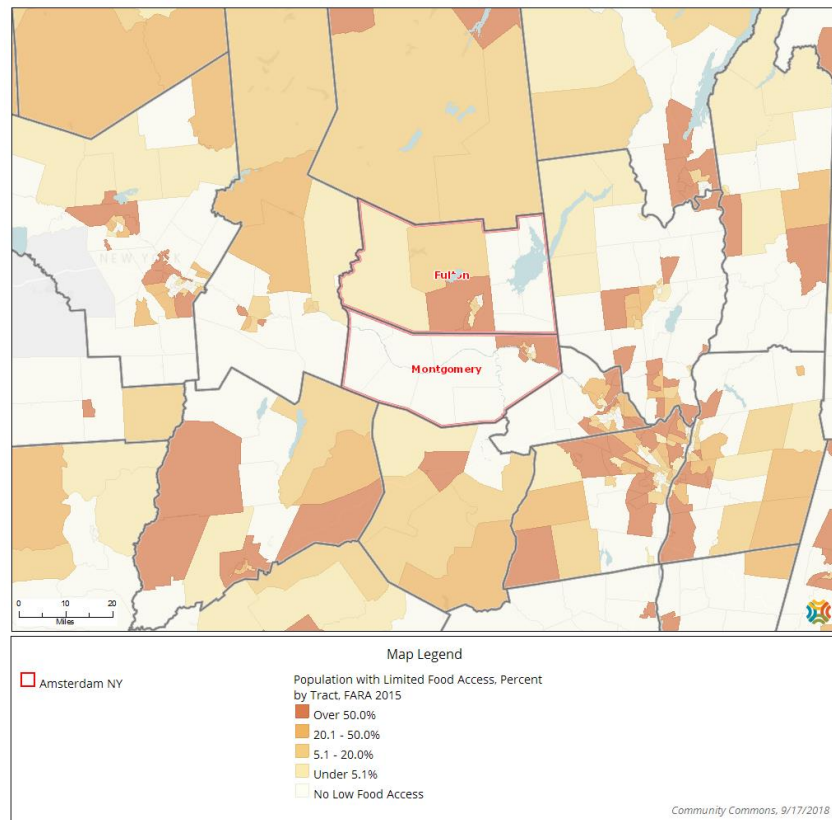 NEW YORK
Fulton
Montgomery
0 10 20
Miles
Map Legend
Amsterdam NY
Population with Limited Food Access, Percent
by Tract, FARA 2015
Over 50.0%
20.1 - 50.0%
5.1 - 20.0%
Under 5.1%
No Low Food Access
Community Commons, 9/17/2018